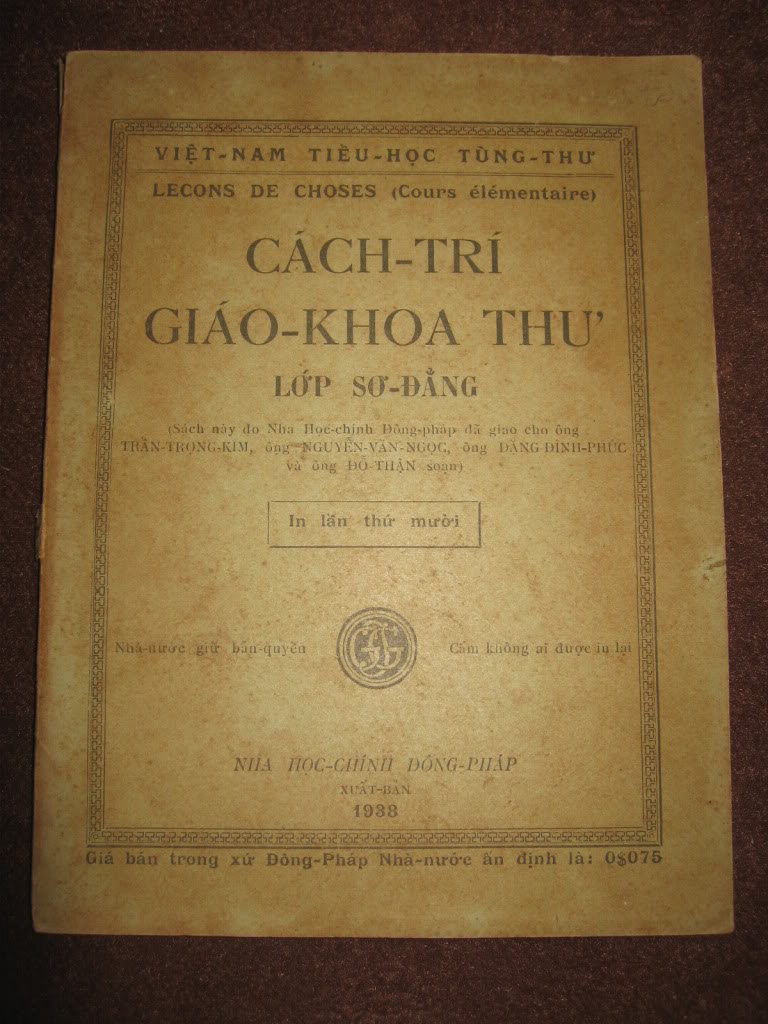 VIỆT-NAM TIỀU-HỌC TÙNG-THƯ
LECONS DE CHOSES (Cours élémentaire)
CÁCH-TRÍ
GIÁO-KHOA THƯ
LỚP SƠ-ĐẲNG
(Sách này do Nha Học-chính Đông-pháp đã giao cho ông
TRẦN-TRỌNG-KIM, ông NGUYỄN-VĂN-NGỌC, ông ĐẶNG-ĐÌNH-PHÚC
và ông ĐỖ-THẬN soạn)
In lần thứ mười
Nhà-nước giữ bản-quyền
Cấm không ai được in lại
NHA HỌC-CHÍNH ĐÔNG-PHÁP
XUẤT-BẢN
1938
Giá bán trong xứ Đông-Pháp Nhà-nước ấn định là: 0$075